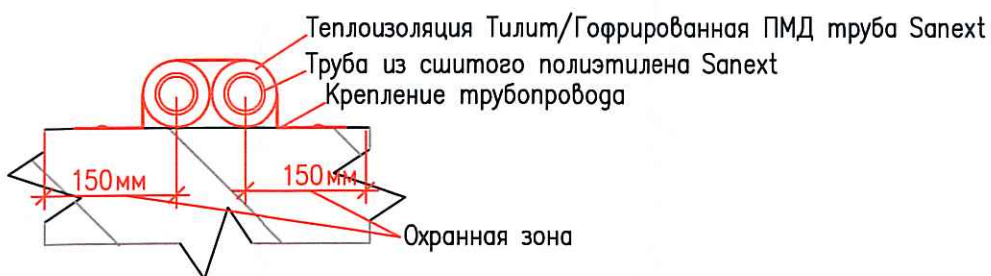 Теплоизоляция Тилит/Гофрированная ПМД труба Sanext
Труба из сшитого полиэтилена Sanext
Крепление трубопровода
150мм
150мм
Охранная зона